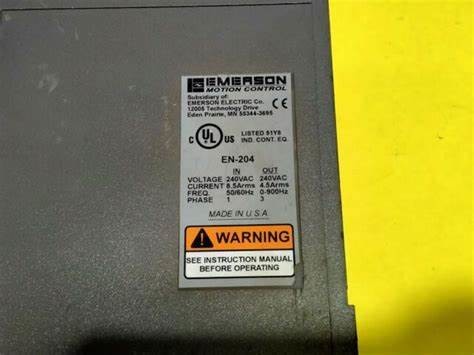 EMERSON
MOTION CONTROL
Subsidiary of:
EMERSON ELECTRIC Co.
12005 Technology Drive
Eden Prairie, MN 55344-3695
CE
C UL US LISTED 51Y8
IND. CONT. EQ.
EN-204
IN OUT
VOLTAGE 240VAC 240VAC
CURRENT 8.5Arms 4.5Arms
FREQ. 50/60Hz 0-900Hz
PHASE 1 3
MADE IN U.S.A
WARNING
SEE INSTRUCTION MANUAL
BEFORE OPERATING